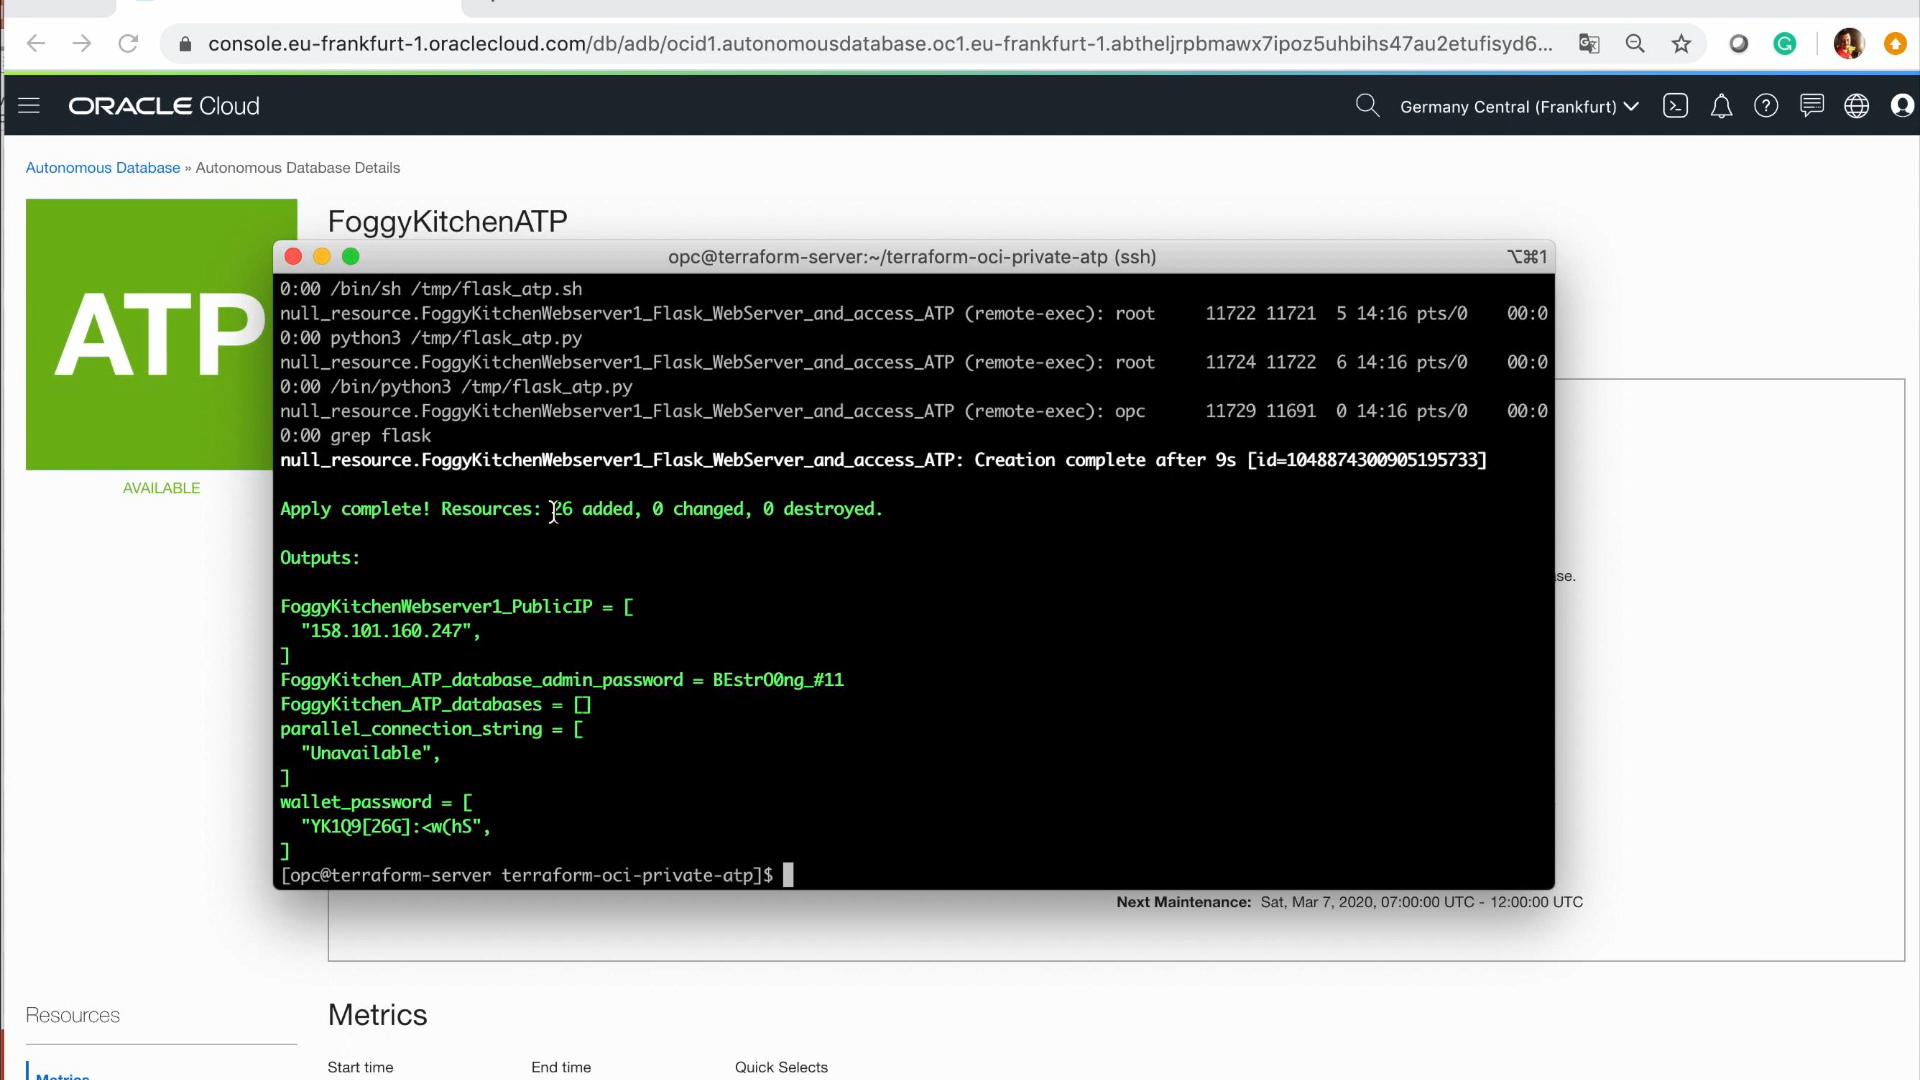 console.eu-frankfurt-1.oraclecloud.com/db/adb/ocid1.autonomousdatabase.oc1.eu-frankfurt-1.abtheljrpbmawx7ipoz5uhbihs47au2etufisyd6...
ORACLE Cloud
Germany Central (Frankfurt)
Autonomous Database » Autonomous Database Details
FoggyKitchenATP
ATP
AVAILABLE
opc@terraform-server:~/terraform-oci-private-atp (ssh)
⌥⌘1
0:00 /bin/sh /tmp/flask_atp.sh
null_resource.FoggyKitchenWebserver1_Flask_WebServer_and_access_ATP (remote-exec): root     11722 11721  5 14:16 pts/0    00:0
0:00 python3 /tmp/flask_atp.py
null_resource.FoggyKitchenWebserver1_Flask_WebServer_and_access_ATP (remote-exec): root     11724 11722  6 14:16 pts/0    00:0
0:00 /bin/python3 /tmp/flask_atp.py
null_resource.FoggyKitchenWebserver1_Flask_WebServer_and_access_ATP (remote-exec): opc      11729 11691  0 14:16 pts/0    00:0
0:00 grep flask
null_resource.FoggyKitchenWebserver1_Flask_WebServer_and_access_ATP: Creation complete after 9s [id=1048874300905195733]
Apply complete! Resources: 26 added, 0 changed, 0 destroyed.
Outputs:
FoggyKitchenWebserver1_PublicIP = [
"158.101.160.247",
]
FoggyKitchen_ATP_database_admin_password = BEstrO0ng_#11
FoggyKitchen_ATP_databases = []
parallel_connection_string = [
"Unavailable",
]
wallet_password = [
"YK1Q9[26G]:<w(hS",
]
[opc@terraform-server terraform-oci-private-atp]$
se.
Next Maintenance: Sat, Mar 7, 2020, 07:00:00 UTC - 12:00:00 UTC
Resources
Metrics
Metrics
Start time
End time
Quick Selects